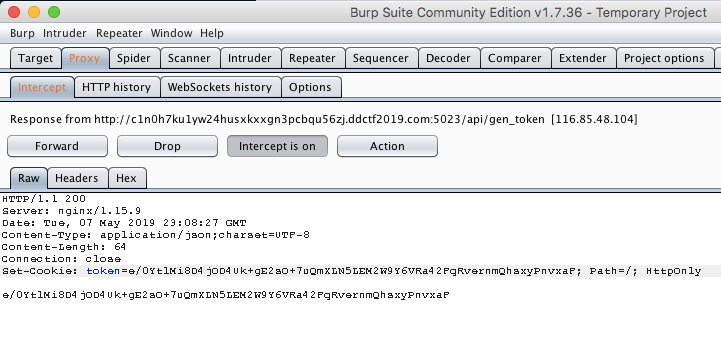 Burp Suite Community Edition v1.7.36 - Temporary Project
Burp Intruder Repeater Window Help
Target Proxy Spider Scanner Intruder Repeater Sequencer Decoder Comparer Extender Project options
Intercept HTTP history WebSockets history Options
Response from http://c1n0h7ku1yw24husxkxxgn3pcbqu56zj.ddctf2019.com:5023/api/gen_token [116.85.48.104]
Forward Drop Intercept is on Action
Raw Headers Hex
HTTP/1.1 200
Server: nginx/1.15.9
Date: Tue, 07 May 2019 23:08:27 GMT
Content-Type: application/json;charset=UTF-8
Content-Length: 64
Connection: close
Set-Cookie: token=e/0YtlMi8D4jOD4Uk+gE2sO+7uQmXLN5LEM2W9Y6VRa42FqRvernmQhaxyPnvxaF; Path=/; HttpOnly
e/0YtlMi8D4jOD4Uk+gE2sO+7uQmXLN5LEM2W9Y6VRa42FqRvernmQhaxyPnvxaF